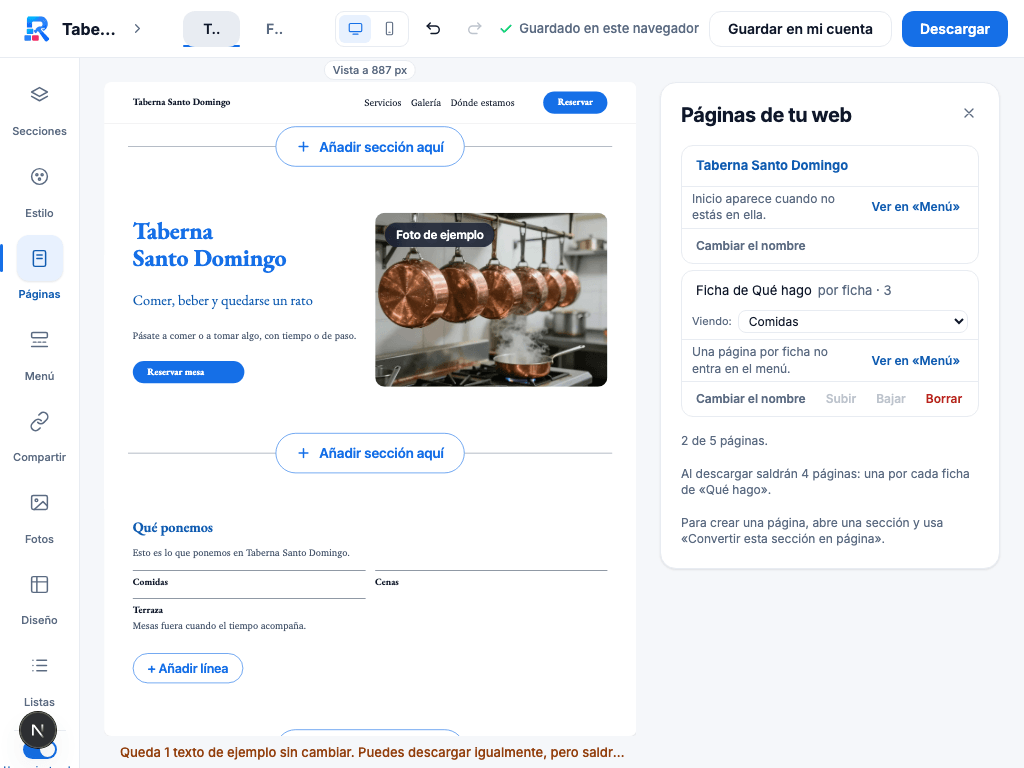 Tabe...
T..
F..
Guardado en este navegador
Guardar en mi cuenta
Descargar
Vista a 887 px
Secciones
Estilo
Páginas
Menú
Compartir
Fotos
Diseño
Listas
N
Taberna Santo Domingo
Servicios
Galería
Dónde estamos
Reservar
+ Añadir sección aquí
Taberna
Santo Domingo
Comer, beber y quedarse un rato
Pásate a comer o a tomar algo, con tiempo o de paso.
Reservar mesa
Foto de ejemplo
+ Añadir sección aquí
Qué ponemos
Esto es lo que ponemos en Taberna Santo Domingo.
Comidas
Cenas
Terraza
Mesas fuera cuando el tiempo acompaña.
+ Añadir línea
Queda 1 texto de ejemplo sin cambiar. Puedes descargar igualmente, pero saldr...
Páginas de tu web
Taberna Santo Domingo
Inicio aparece cuando no
estás en ella.
Ver en «Menú»
Cambiar el nombre
Ficha de Qué hago por ficha · 3
Viendo: Comidas
Una página por ficha no
entra en el menú.
Ver en «Menú»
Cambiar el nombre
Subir
Bajar
Borrar
2 de 5 páginas.
Al descargar saldrán 4 páginas: una por cada ficha
de «Qué hago».
Para crear una página, abre una sección y usa
«Convertir esta sección en página».